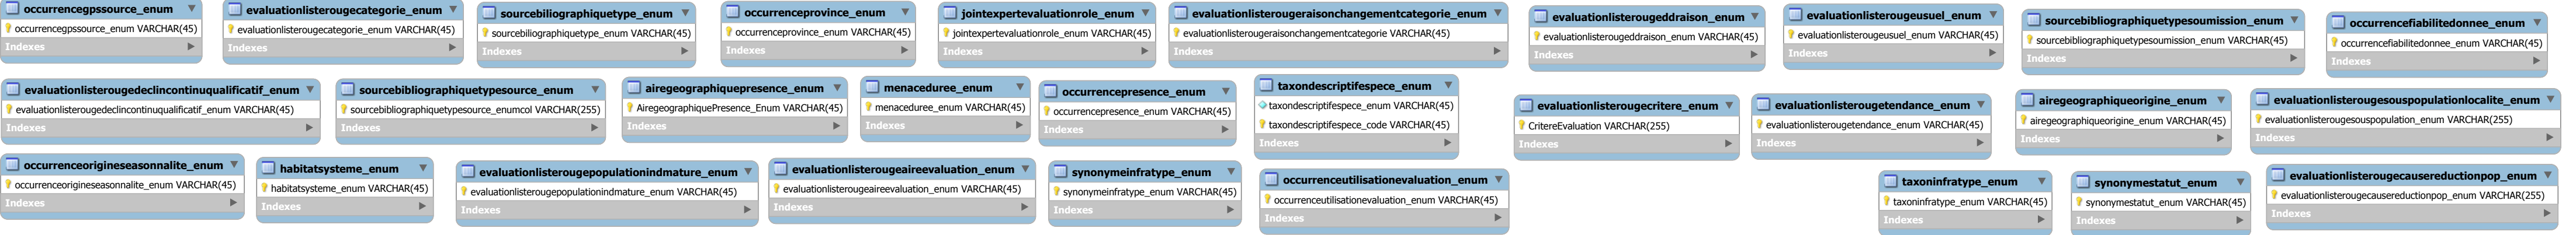 occurrencegpssource_enum
occurrencegpssource_enum VARCHAR(45)
Indexes
evaluationlisterougecategorie_enum
evaluationlisterougecategorie_enum VARCHAR(45)
Indexes
sourcebiliographiquetype_enum
sourcebiliographiquetype_enum VARCHAR(45)
Indexes
occurrenceprovince_enum
occurrenceprovince_enum VARCHAR(45)
Indexes
jointexpertevaluationrole_enum
jointexpertevaluationrole_enum VARCHAR(45)
Indexes
evaluationlisterougeraisonchangementcategorie_enum
evaluationlisterougeraisonchangementcategorie VARCHAR(45)
Indexes
evaluationlisterougeddraison_enum
evaluationlisterougeddraison_enum VARCHAR(45)
Indexes
evaluationlisterougeusuel_enum
evaluationlisterougeusuel_enum VARCHAR(45)
Indexes
sourcebibliographiquetypesoumission_enum
sourcebibliographiquetypesoumission_enum VARCHAR(45)
Indexes
occurrencefiabilitedonnee_enum
occurrencefiabilitedonnee_enum VARCHAR(45)
Indexes
evaluationlisterougedeclincontinuqualificatif_enum
evaluationlisterougedeclincontinuqualificatif_enum VARCHAR(45)
Indexes
sourcebibliographiquetypesource_enum
sourcebibliographiquetypesource_enumcol VARCHAR(255)
Indexes
airegeographiquepresence_enum
AiregeographiquePresence_Enum VARCHAR(45)
Indexes
menaceduree_enum
menaceduree_enum VARCHAR(45)
Indexes
occurrencepresence_enum
occurrencepresence_enum VARCHAR(45)
Indexes
taxondescriptifespece_enum
taxondescriptifespece_enum VARCHAR(45)
taxondescriptifespece_code VARCHAR(45)
Indexes
evaluationlisterougecritere_enum
CritereEvaluation VARCHAR(255)
Indexes
evaluationlisterougetendance_enum
evaluationlisterougetendance_enum VARCHAR(45)
Indexes
airegeographiqueorigine_enum
airegeographiqueorigine_enum VARCHAR(45)
Indexes
evaluationlisterougesouspopulationlocalite_enum
evaluationlisterougesouspopulation_enum VARCHAR(255)
Indexes
occurrenceorigineseasonnalite_enum
occurrenceorigineseasonnalite_enum VARCHAR(45)
Indexes
habitatsysteme_enum
habitatsysteme_enum VARCHAR(45)
Indexes
evaluationlisterougepopulationindmature_enum
evaluationlisterougepopulationindmature_enum VARCHAR(45)
Indexes
evaluationlisterougeaireevaluation_enum
evaluationlisterougeaireevaluation_enum VARCHAR(45)
Indexes
synonymeinfratype_enum
synonymeinfratype_enum VARCHAR(45)
Indexes
occurrenceutilisationevaluation_enum
occurrenceutilisationevaluation_enum VARCHAR(45)
Indexes
taxoninfratype_enum
taxoninfratype_enum VARCHAR(45)
Indexes
synonymestatut_enum
synonymestatut_enum VARCHAR(45)
Indexes
evaluationlisterougecausereductionpop_enum
evaluationlisterougecausereductionpop_enum VARCHAR(255)
Indexes